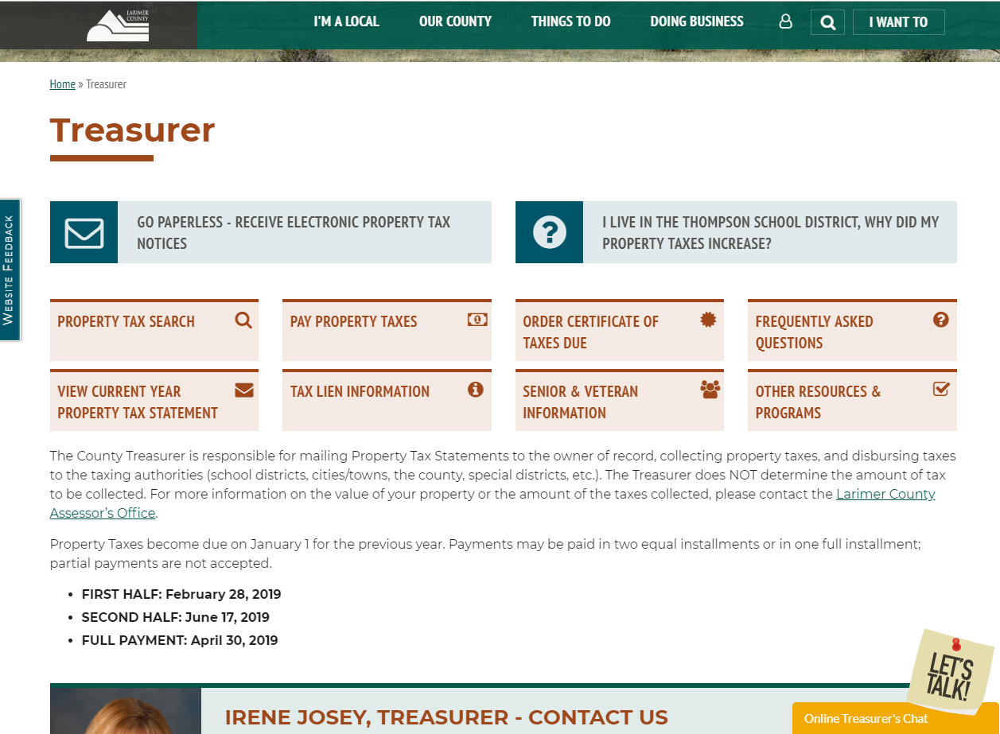 LARIMER
COUNTY
I'M A LOCAL
OUR COUNTY
THINGS TO DO
DOING BUSINESS
I WANT TO
Home » Treasurer
Treasurer
Website Feedback
GO PAPERLESS - RECEIVE ELECTRONIC PROPERTY TAX
NOTICES
I LIVE IN THE THOMPSON SCHOOL DISTRICT, WHY DID MY
PROPERTY TAXES INCREASE?
PROPERTY TAX SEARCH
PAY PROPERTY TAXES
ORDER CERTIFICATE OF
TAXES DUE
FREQUENTLY ASKED
QUESTIONS
VIEW CURRENT YEAR
PROPERTY TAX STATEMENT
TAX LIEN INFORMATION
SENIOR & VETERAN
INFORMATION
OTHER RESOURCES &
PROGRAMS
The County Treasurer is responsible for mailing Property Tax Statements to the owner of record, collecting property taxes, and disbursing taxes
to the taxing authorities (school districts, cities/towns, the county, special districts, etc.). The Treasurer does NOT determine the amount of tax
to be collected. For more information on the value of your property or the amount of the taxes collected, please contact the Larimer County
Assessor's Office.
Property Taxes become due on January 1 for the previous year. Payments may be paid in two equal installments or in one full installment;
partial payments are not accepted.
• FIRST HALF: February 28, 2019
• SECOND HALF: June 17, 2019
• FULL PAYMENT: April 30, 2019
LET'S
TALK!
IRENE JOSEY, TREASURER - CONTACT US
Online Treasurer's Chat